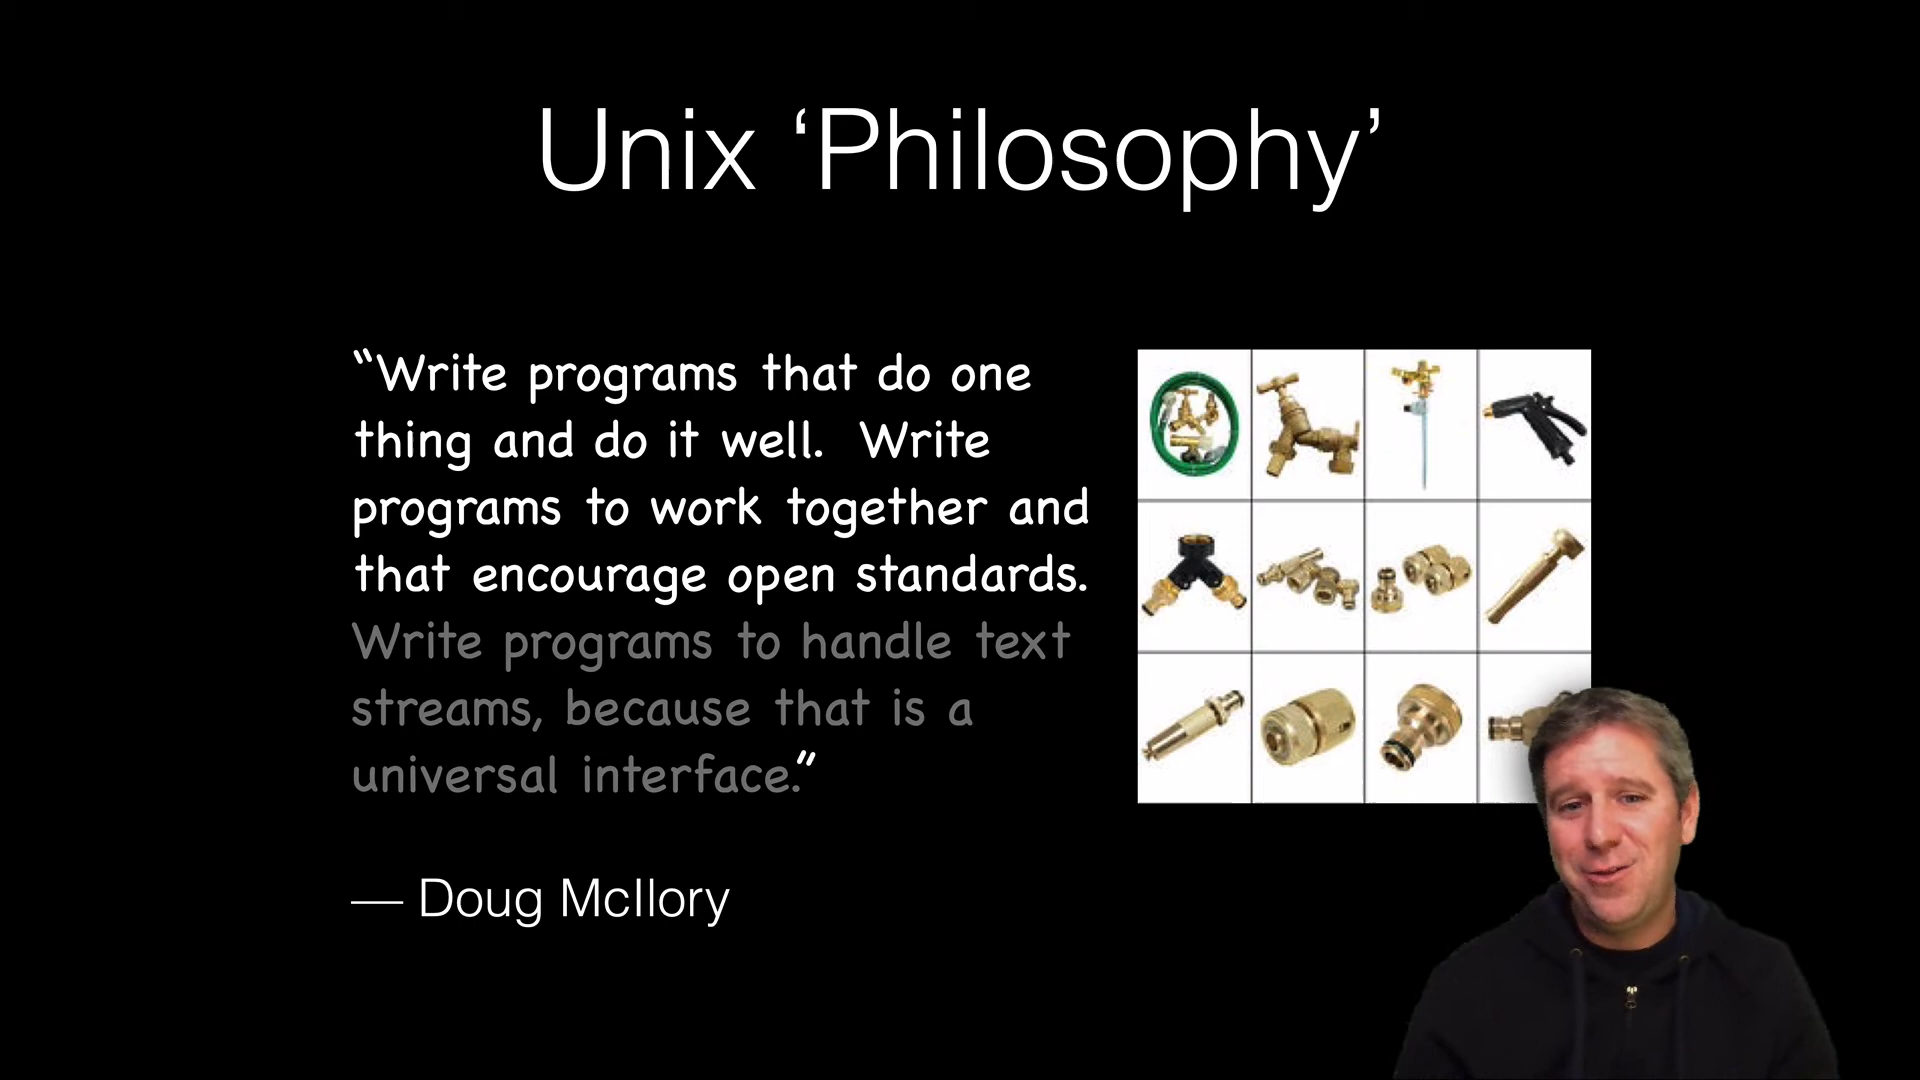 Unix ‘Philosophy’
“Write programs that do one
thing and do it well. Write
programs to work together and
that encourage open standards.
Write programs to handle text
streams, because that is a
universal interface.”
— Doug McIlory